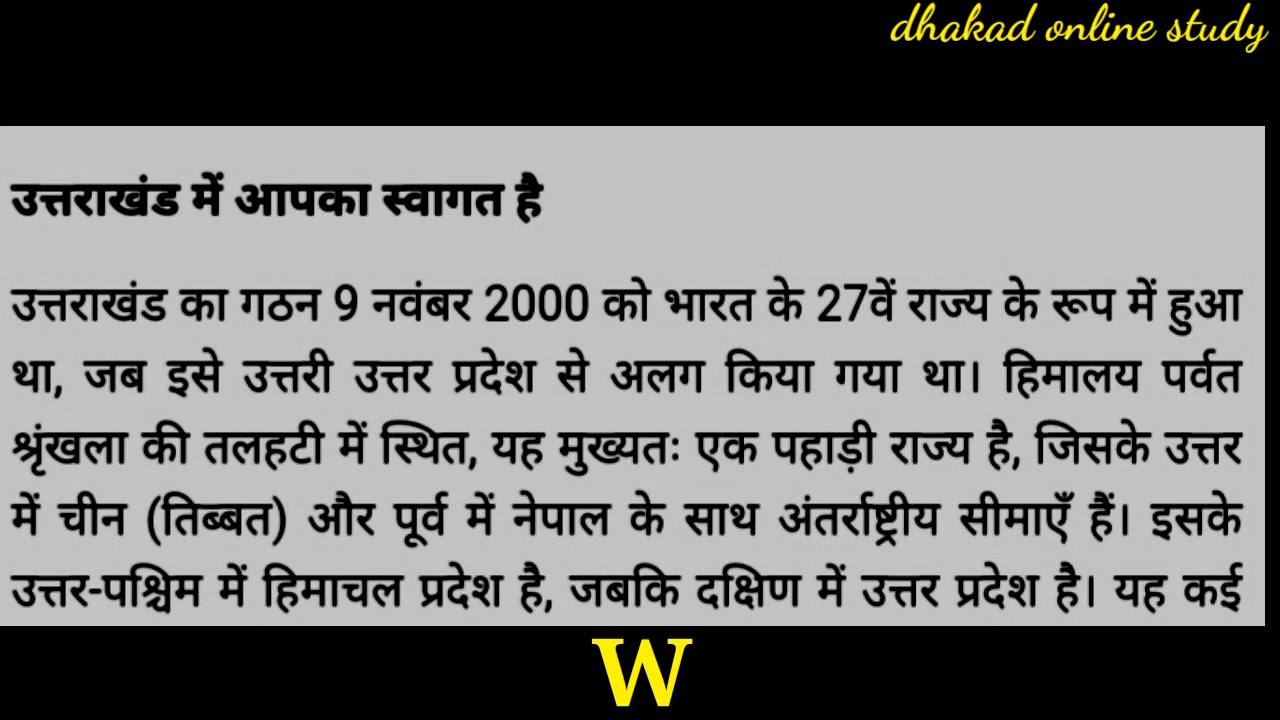 dhakad online study
उत्तराखंड में आपका स्वागत है
उत्तराखंड का गठन 9 नवंबर 2000 को भारत के 27वें राज्य के रूप में हुआ
था, जब इसे उत्तरी उत्तर प्रदेश से अलग किया गया था। हिमालय पर्वत
श्रृंखला की तलहटी में स्थित, यह मुख्यतः एक पहाड़ी राज्य है, जिसके उत्तर
में चीन (तिब्बत) और पूर्व में नेपाल के साथ अंतर्राष्ट्रीय सीमाएँ हैं। इसके
उत्तर-पश्चिम में हिमाचल प्रदेश है, जबकि दक्षिण में उत्तर प्रदेश है। यह कई
W